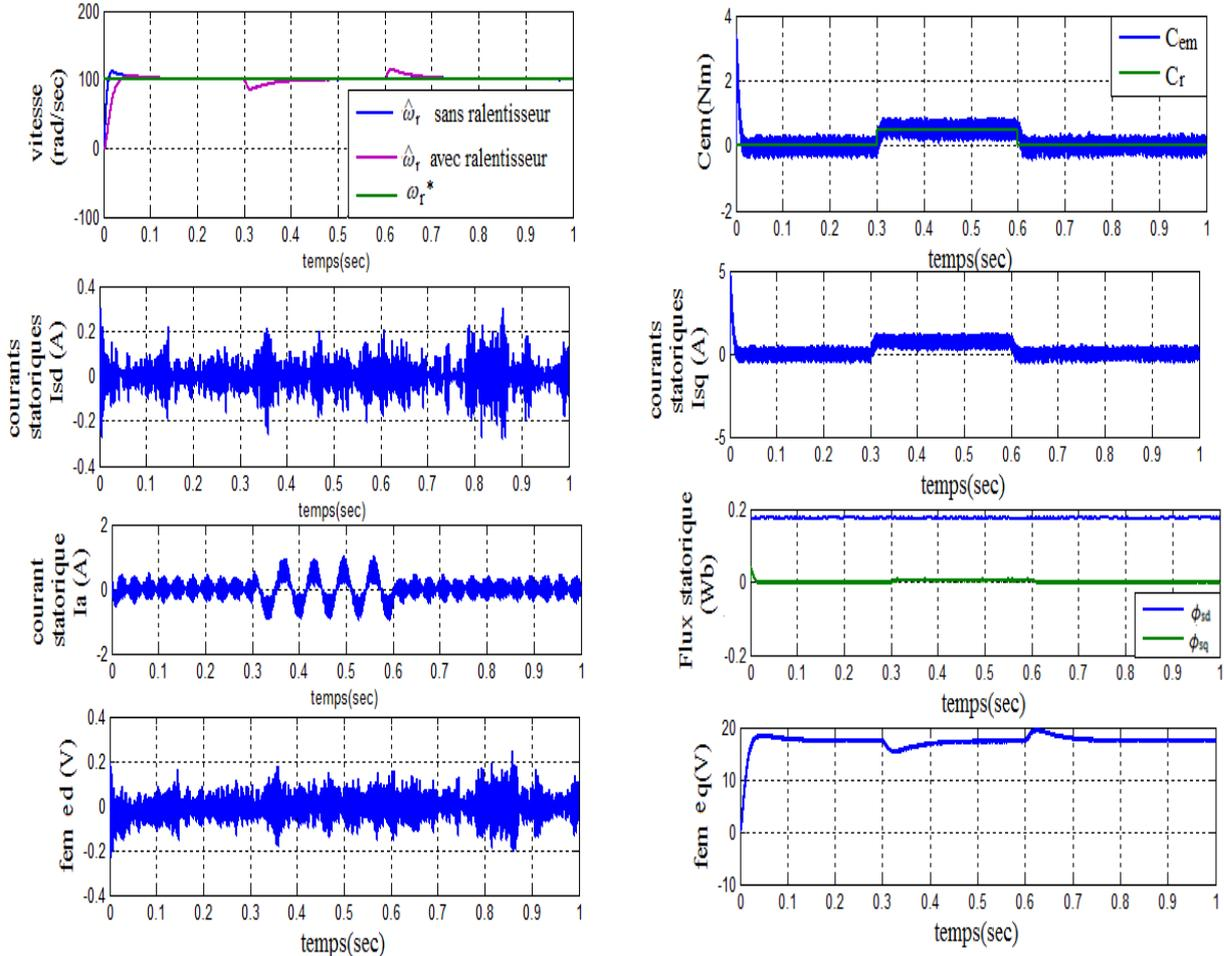 200
100
0
-100
vitesse
(rad/sec)
ω̂r sans ralentisseur
ω̂r avec ralentisseur
ωr*
0 0.1 0.2 0.3 0.4 0.5 0.6 0.7 0.8 0.9 1
temps(sec)
4
2
0
-2
Cem(Nm)
Cem
Cr
0 0.1 0.2 0.3 0.4 0.5 0.6 0.7 0.8 0.9 1
temps(sec)
0.4
0.2
0
-0.2
-0.4
courants
statoriques
Isd (A)
0 0.1 0.2 0.3 0.4 0.5 0.6 0.7 0.8 0.9 1
temps(sec)
5
0
-5
courants
statoriques
Isq (A)
0 0.1 0.2 0.3 0.4 0.5 0.6 0.7 0.8 0.9 1
temps(sec)
2
0
-2
courant
statorique
Ia (A)
0 0.1 0.2 0.3 0.4 0.5 0.6 0.7 0.8 0.9 1
temps(sec)
0.2
0
-0.2
Flux statorique
(Wb)
ϕsd
ϕsq
0 0.1 0.2 0.3 0.4 0.5 0.6 0.7 0.8 0.9 1
temps(sec)
0.4
0.2
0
-0.2
-0.4
fem ed (V)
0 0.1 0.2 0.3 0.4 0.5 0.6 0.7 0.8 0.9 1
temps(sec)
20
10
0
-10
fem eq(V)
0 0.1 0.2 0.3 0.4 0.5 0.6 0.7 0.8 0.9 1
temps(sec)